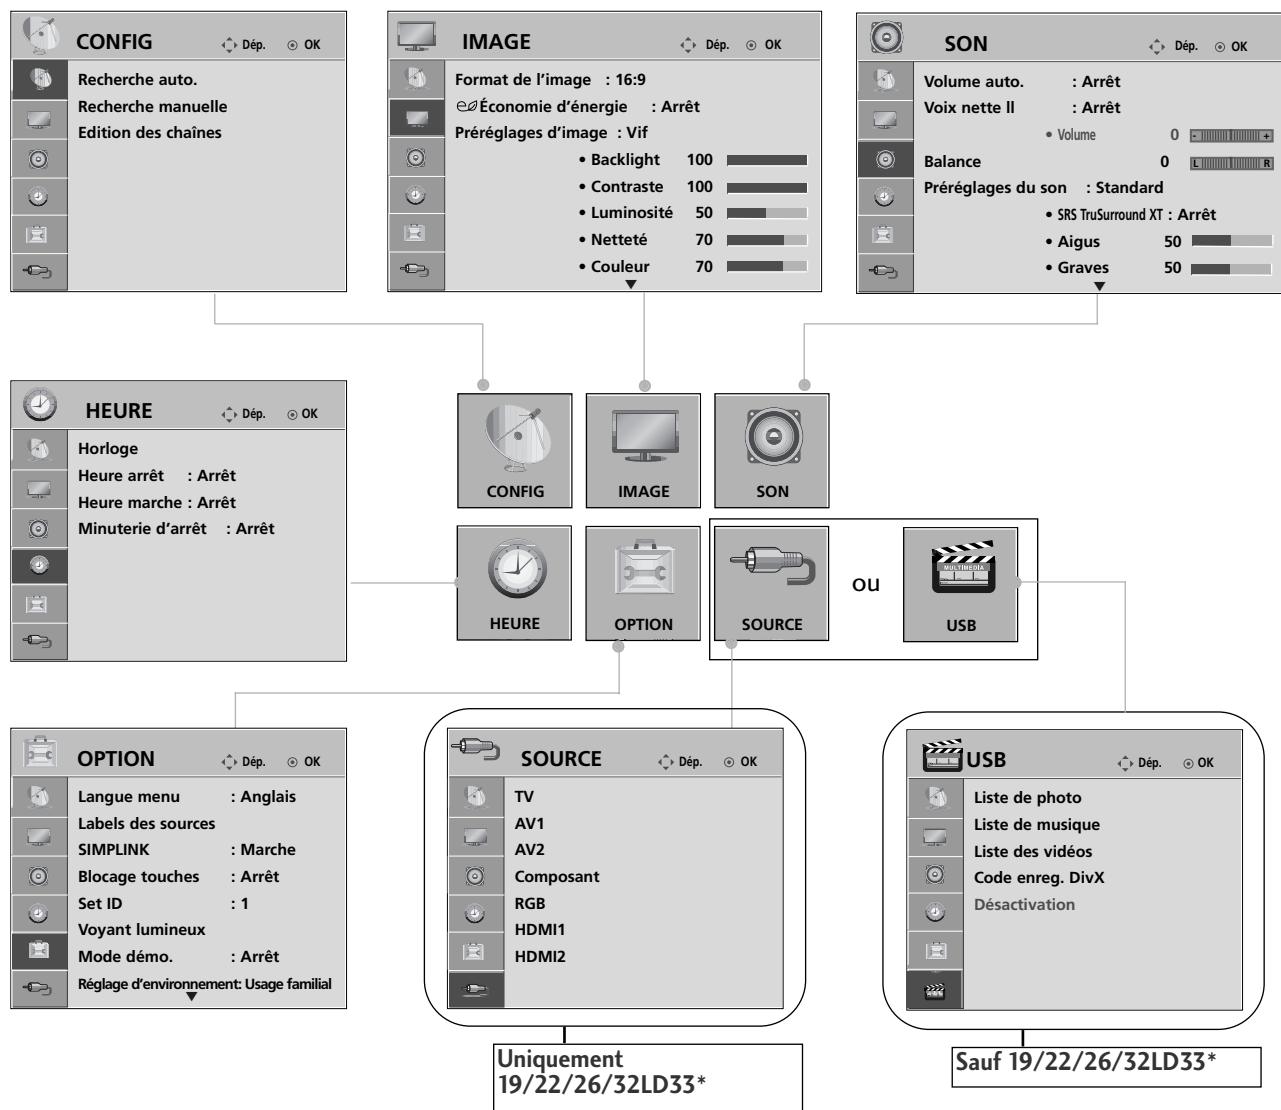 CONFIG Dép. OK
Recherche auto.
Recherche manuelle
Edition des chaînes
IMAGE Dép. OK
Format de l'image : 16:9
Économie d'énergie : Arrêt
Préréglages d'image : Vif
• Backlight 100
• Contraste 100
• Luminosité 50
• Netteté 70
• Couleur 70
SON Dép. OK
Volume auto. : Arrêt
Voix nette II : Arrêt
• Volume 0 - +
Balance 0 L R
Préréglages du son : Standard
• SRS TruSurround XT : Arrêt
• Aigus 50
• Graves 50
HEURE Dép. OK
Horloge
Heure arrêt : Arrêt
Heure marche : Arrêt
Minuterie d'arrêt : Arrêt
CONFIG
IMAGE
SON
HEURE
OPTION
SOURCE
ou
MULTIMEDIA
USB
OPTION Dép. OK
Langue menu : Anglais
Labels des sources
SIMPLINK : Marche
Blocage touches : Arrêt
Set ID : 1
Voyant lumineux
Mode démo. : Arrêt
Réglage d'environnement: Usage familial
SOURCE Dép. OK
TV
AV1
AV2
Composant
RGB
HDMI1
HDMI2
Uniquement
19/22/26/32LD33*
USB Dép. OK
Liste de photo
Liste de musique
Liste des vidéos
Code enreg. DivX
Désactivation
Sauf 19/22/26/32LD33*